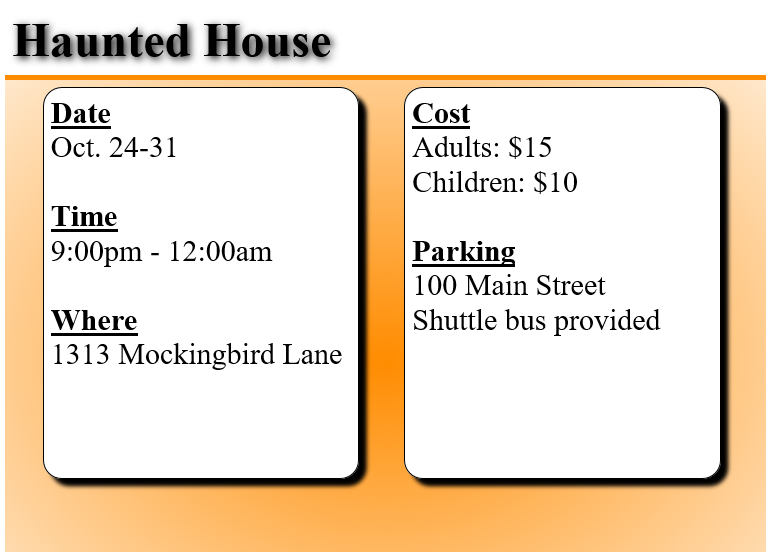 Haunted House
Date
Oct. 24-31
Time
9:00pm - 12:00am
Where
1313 Mockingbird Lane
Cost
Adults: $15
Children: $10
Parking
100 Main Street
Shuttle bus provided